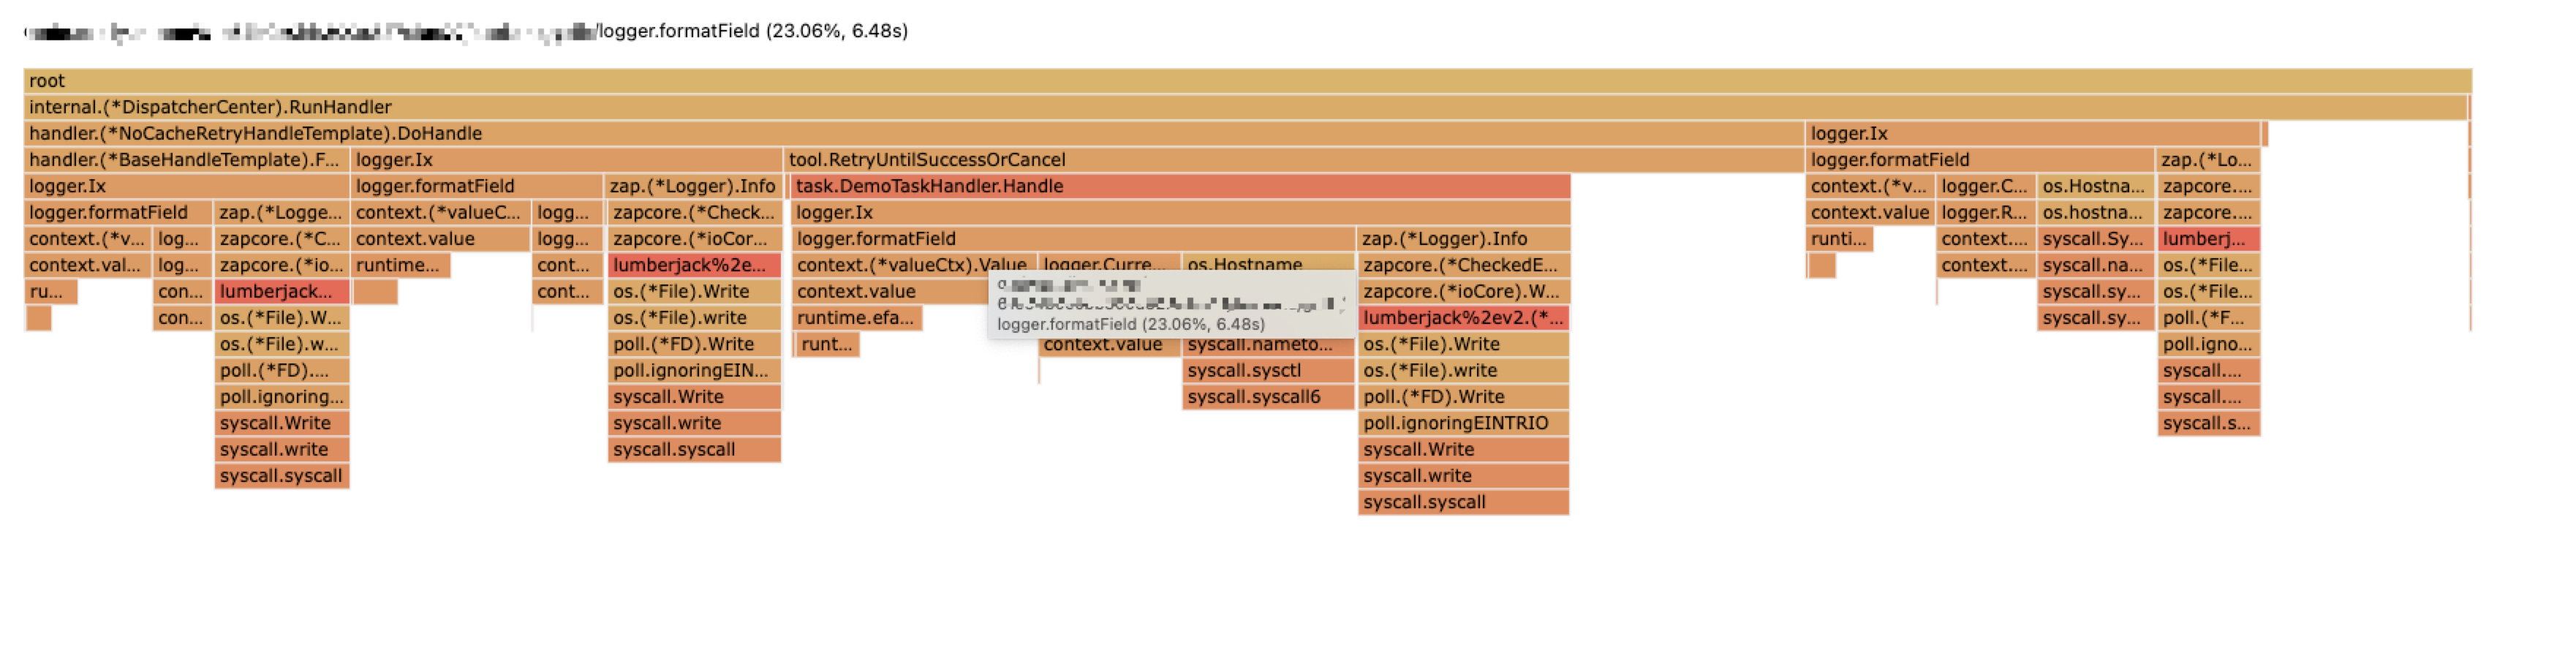 /logger.formatField (23.06%, 6.48s)
root
internal.(*DispatcherCenter).RunHandler
handler.(*NoCacheRetryHandleTemplate).DoHandle logger.Ix
handler.(*BaseHandleTemplate).F... logger.Ix tool.RetryUntilSuccessOrCancel logger.formatField zap.(*Lo...
logger.Ix logger.formatField zap.(*Logger).Info task.DemoTaskHandler.Handle context.(*v... logger.C... os.Hostna... zapcore....
logger.formatField zap.(*Logge... context.(*valueC... logg... zapcore.(*Check... logger.Ix context.value logger.R... os.hostna... zapcore....
context.(*v... log... zapcore.(*C... context.value logg... zapcore.(*ioCor... logger.formatField zap.(*Logger).Info runti... context.... syscall.Sy... lumberj...
context.val... log... zapcore.(*io... runtime... cont... lumberjack%2e... context.(*valueCtx).Value logger.Curre... os.Hostname zapcore.(*CheckedE... context.... syscall.na... os.(*File...
ru... con... lumberjack... cont... os.(*File).Write context.value zapcore.(*ioCore).W... syscall.sy... os.(*File...
con... os.(*File).W... os.(*File).write runtime.efa... logger.formatField (23.06%, 6.48s) lumberjack%2ev2.(*... syscall.sy... poll.(*F...
os.(*File).w... poll.(*FD).Write runt... context.value syscall.nameto... os.(*File).Write poll.igno...
poll.(*FD).... poll.ignoringEIN... syscall.sysctl os.(*File).write syscall....
poll.ignoring... syscall.Write syscall.syscall6 poll.(*FD).Write syscall....
syscall.Write syscall.write poll.ignoringEINTRIO syscall.s...
syscall.write syscall.syscall syscall.Write
syscall.syscall syscall.write
syscall.syscall